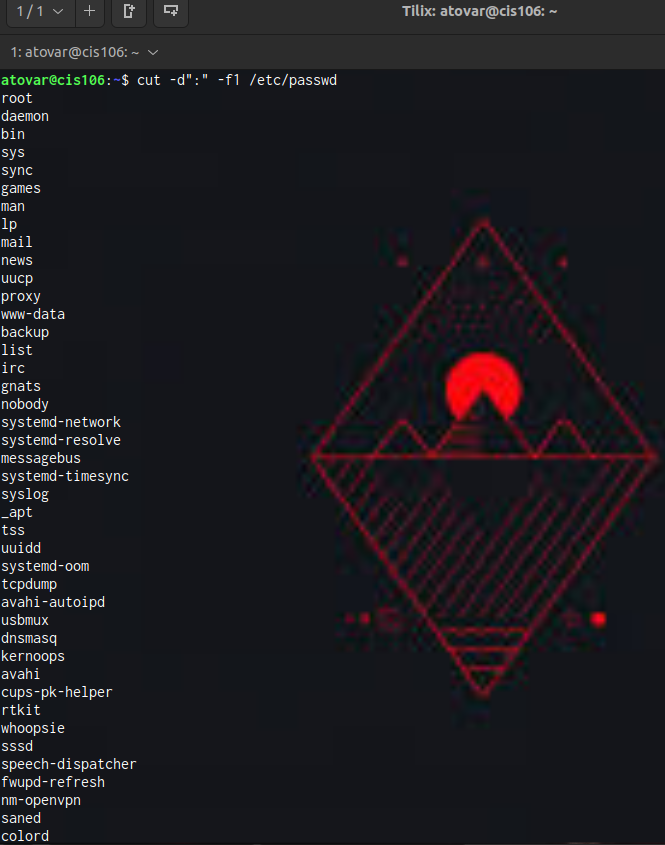 1 / 1
Tilix: atovar@cis106: ~
1: atovar@cis106: ~
atovar@cis106:~$ cut -d":" -f1 /etc/passwd
root
daemon
bin
sys
sync
games
man
lp
mail
news
uucp
proxy
www-data
backup
list
irc
gnats
nobody
systemd-network
systemd-resolve
messagebus
systemd-timesync
syslog
_apt
tss
uuidd
systemd-oom
tcpdump
avahi-autoipd
usbmux
dnsmasq
kernoops
avahi
cups-pk-helper
rtkit
whoopsie
sssd
speech-dispatcher
fwupd-refresh
nm-openvpn
saned
colord